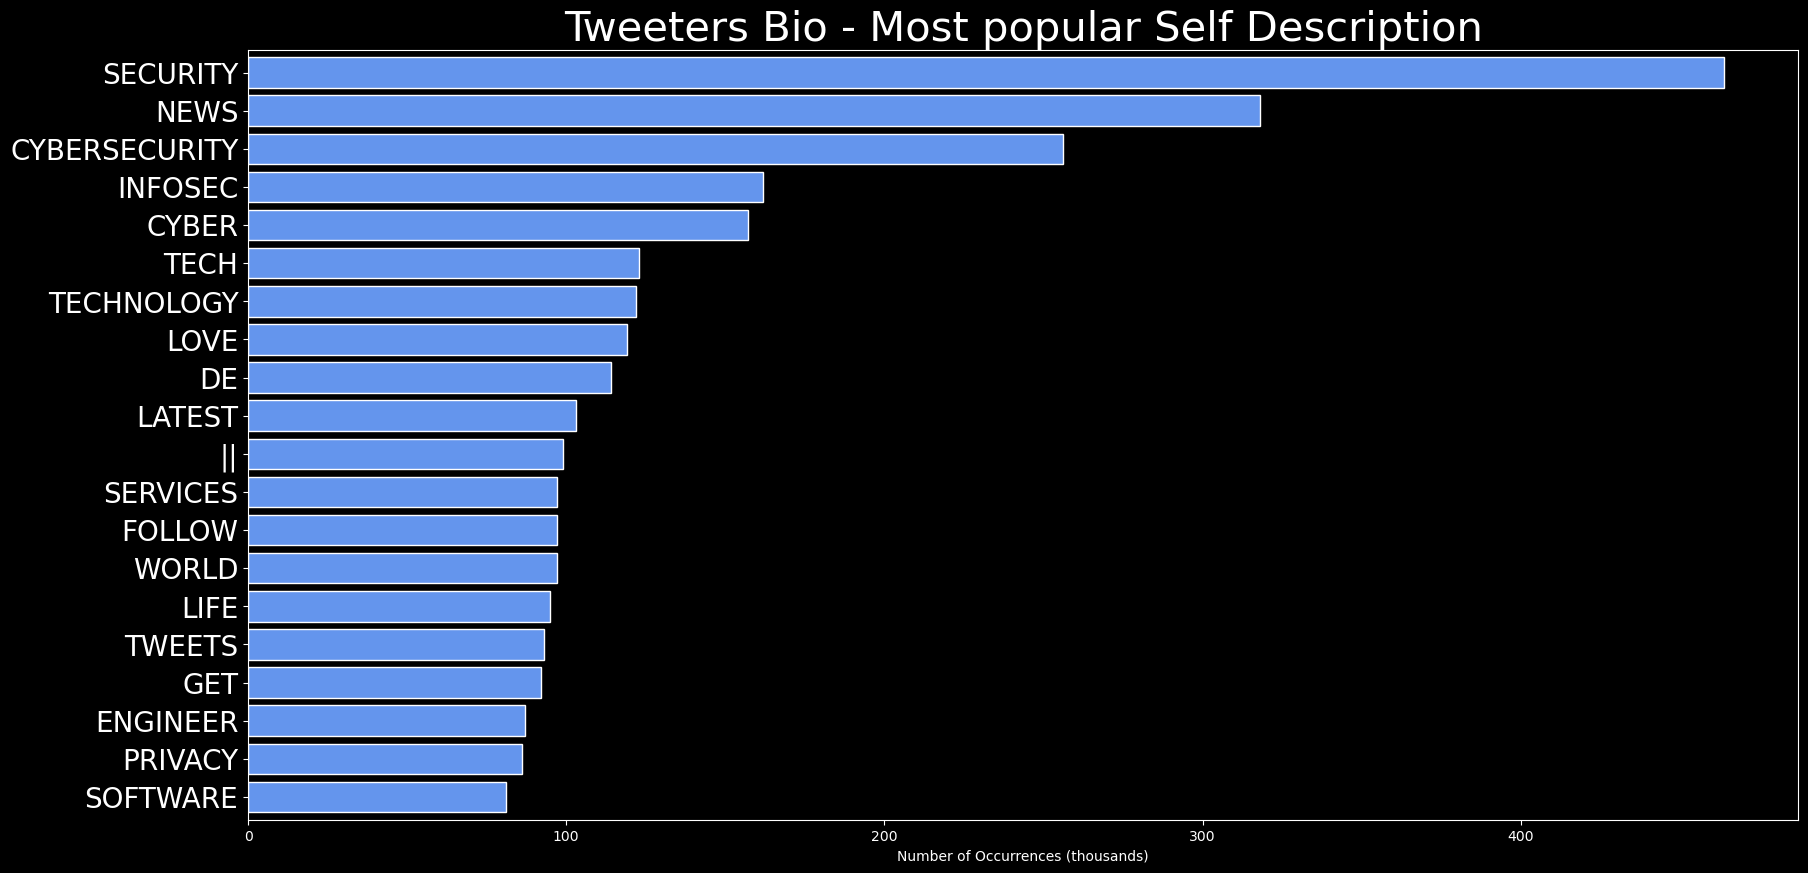 Tweeters Bio - Most popular Self Description
SECURITY
NEWS
CYBERSECURITY
INFOSEC
CYBER
TECH
TECHNOLOGY
LOVE
DE
LATEST
||
SERVICES
FOLLOW
WORLD
LIFE
TWEETS
GET
ENGINEER
PRIVACY
SOFTWARE
0 100 200 300 400
Number of Occurrences (thousands)